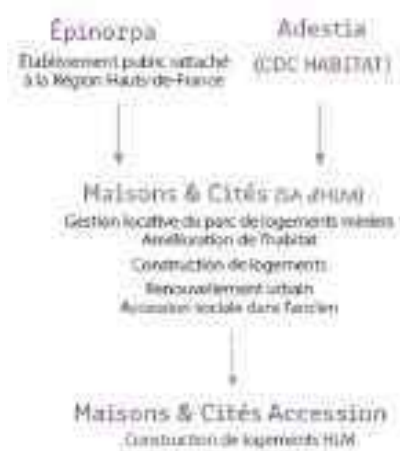 Épinorpa
Établissement public rattaché
à la Région Hauts-de-France
Adestia
(CDC HABITAT)
Maisons & Cités (SA d'HLM)
Gestion locative du parc de logements miniers
Amélioration de l'habitat
Construction de logements
Renouvellement urbain
Accession sociale dans l'ancien
Maisons & Cités Accession
Construction de logements HLM